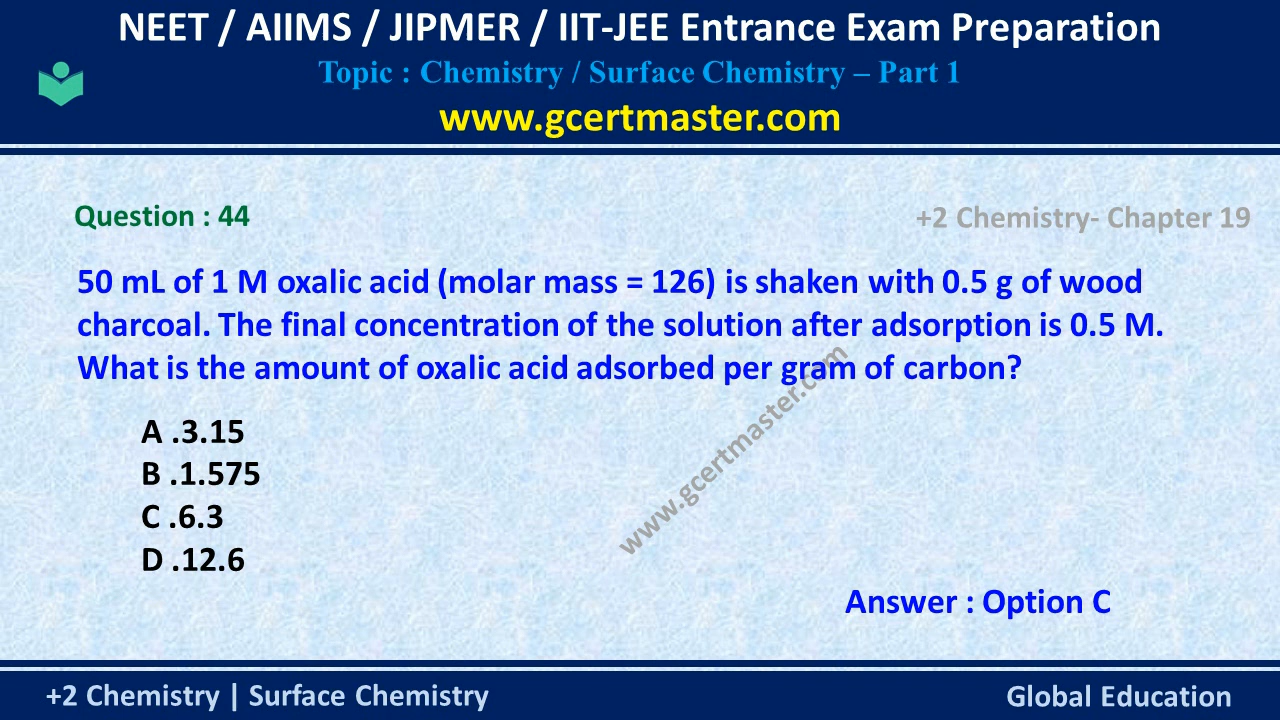 NEET / AIIMS / JIPMER / IIT-JEE Entrance Exam Preparation
Topic : Chemistry / Surface Chemistry – Part 1
www.gcertmaster.com
Question : 44
+2 Chemistry- Chapter 19
50 mL of 1 M oxalic acid (molar mass = 126) is shaken with 0.5 g of wood
charcoal. The final concentration of the solution after adsorption is 0.5 M.
What is the amount of oxalic acid adsorbed per gram of carbon?
A .3.15
B .1.575
C .6.3
D .12.6
www.gcertmaster.com
Answer : Option C
+2 Chemistry | Surface Chemistry
Global Education